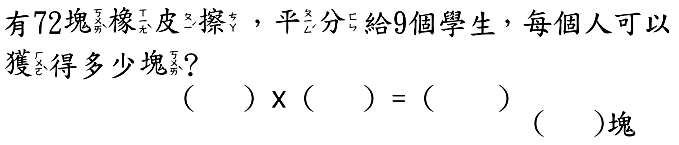 有72塊ㄎㄨㄞˋ橡ㄒㄧㄤˋ皮ㄆㄧˊ擦ㄘㄚ，平ㄆㄧㄥˊ分ㄈㄣ給9個學生，每個人可以
獲ㄏㄨㄛˋ得多少塊ㄎㄨㄞˋ?
(　　) X (　　) = (　　)
(　　)塊